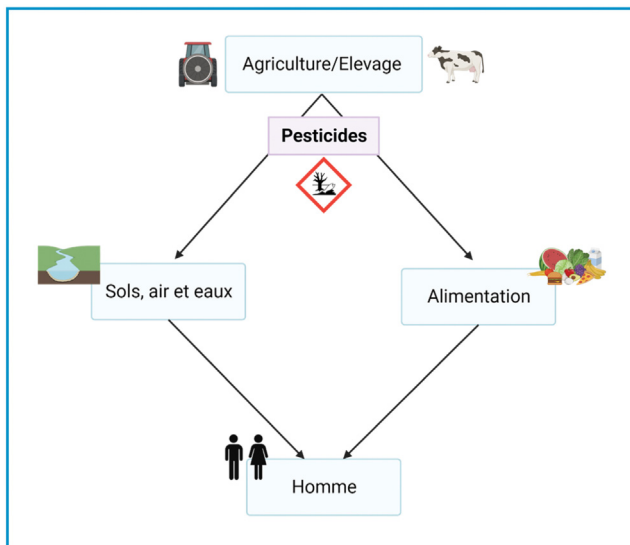 Agriculture/Elevage
Pesticides
Sols, air et eaux
Alimentation
Homme